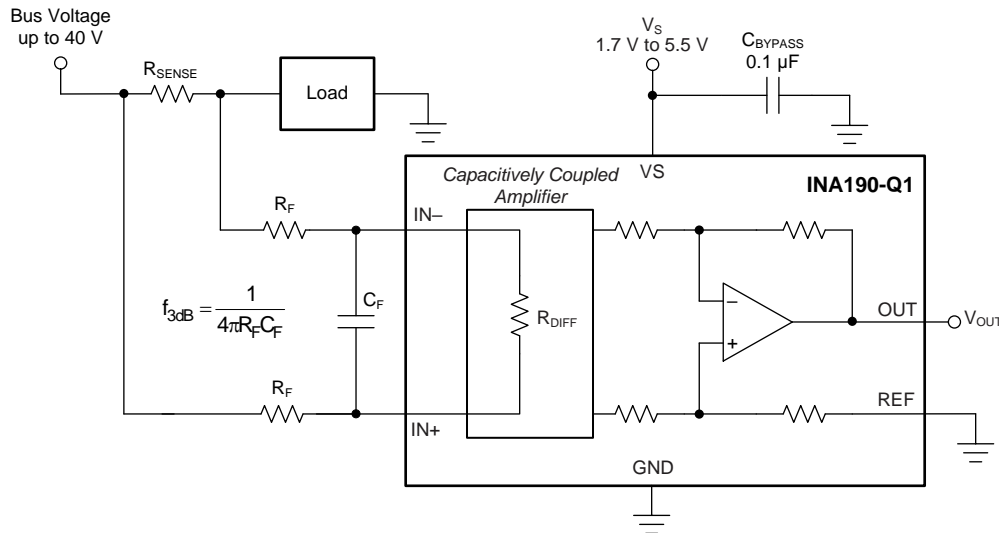 Bus Voltage
up to 40 V
R_SENSE
Load
V_S
1.7 V to 5.5 V
C_BYPASS
0.1 µF
Capacitively Coupled
Amplifier
VS
INA190-Q1
R_F
IN–
f_3dB = 1 / 4πR_FC_F
C_F
R_DIFF
–
+
OUT
V_OUT
R_F
IN+
REF
GND